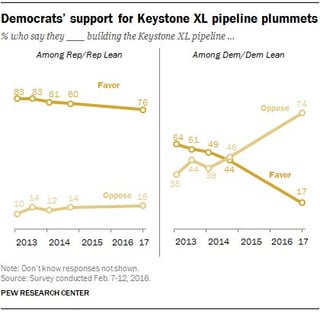 Democrats' support for Keystone XL pipeline plummets
% who say they ___ building the Keystone XL pipeline ...
Among Rep/Rep Lean
Among Dem/Dem Lean
83 83 81 80 76
Favor
Oppose
10 14 12 14 15
2013 2014 2015 2016 17
Oppose
74
54 51 49 46
35 44 39 44
Favor
17
2013 2014 2015 2016 17
Note: Don't know responses not shown.
Source: Survey conducted Feb. 7-12, 2016.
PEW RESEARCH CENTER